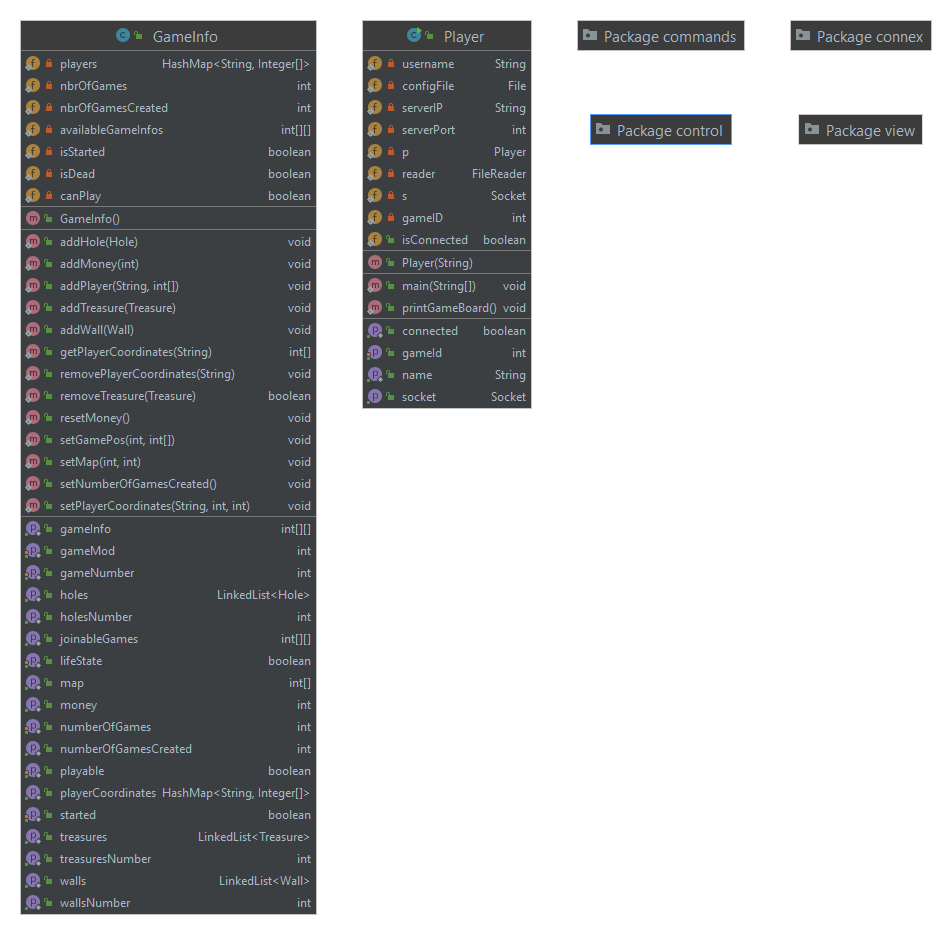 GameInfo
players HashMap<String, Integer[]>
nbrOfGames int
nbrOfGamesCreated int
availableGameInfos int[][]
isStarted boolean
isDead boolean
canPlay boolean
GameInfo()
addHole(Hole) void
addMoney(int) void
addPlayer(String, int[]) void
addTreasure(Treasure) void
addWall(Wall) void
getPlayerCoordinates(String) int[]
removePlayerCoordinates(String) void
removeTreasure(Treasure) boolean
resetMoney() void
setGamePos(int, int[]) void
setMap(int, int) void
setNumberOfGamesCreated() void
setPlayerCoordinates(String, int, int) void
gameInfo int[][]
gameMod int
gameNumber int
holes LinkedList<Hole>
holesNumber int
joinableGames int[][]
lifeState boolean
map int[]
money int
numberOfGames int
numberOfGamesCreated int
playable boolean
playerCoordinates HashMap<String, Integer[]>
started boolean
treasures LinkedList<Treasure>
treasuresNumber int
walls LinkedList<Wall>
wallsNumber int
Player
username String
configFile File
serverIP String
serverPort int
p Player
reader FileReader
s Socket
gameID int
isConnected boolean
Player(String)
main(String[]) void
printGameBoard() void
connected boolean
gameId int
name String
socket Socket
Package commands
Package connex
Package control
Package view